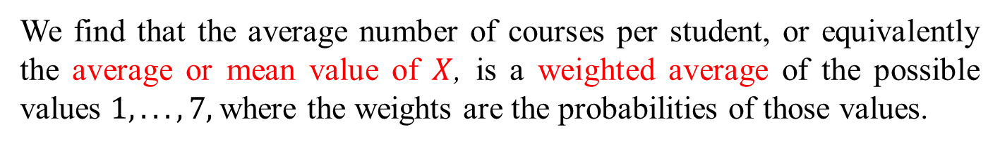 We find that the average number of courses per student, or equivalently
the average or mean value of X, is a weighted average of the possible
values 1, . . . , 7, where the weights are the probabilities of those values.